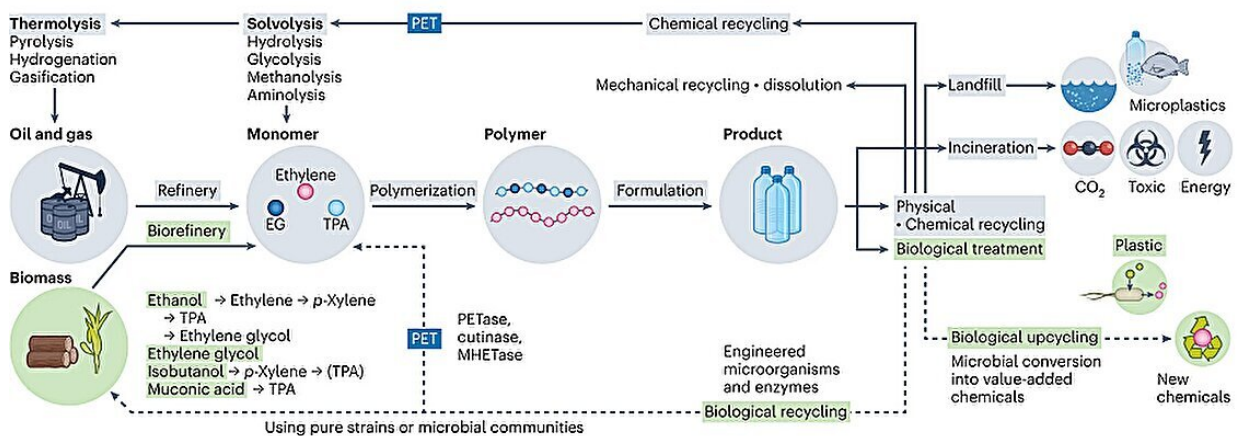 Thermolysis
Pyrolysis
Hydrogenation
Gasification
Solvolysis
Hydrolysis
Glycolysis
Methanolysis
Aminolysis
PET
Chemical recycling
Mechanical recycling • dissolution
Landfill
Microplastics
Oil and gas
OIL
Monomer
Polymer
Product
Incineration
CO₂
Toxic
Energy
Ethylene
EG
TPA
Refinery
Polymerization
Formulation
Physical
• Chemical recycling
Biological treatment
Biorefinery
Biomass
Ethanol → Ethylene → p-Xylene
→ TPA
→ Ethylene glycol
Ethylene glycol
Isobutanol → p-Xylene → (TPA)
Muconic acid → TPA
PET
PETase,
cutinase,
MHETase
Engineered
microorganisms
and enzymes
Biological recycling
Using pure strains or microbial communities
Plastic
Biological upcycling
Microbial conversion
into value-added
chemicals
New
chemicals